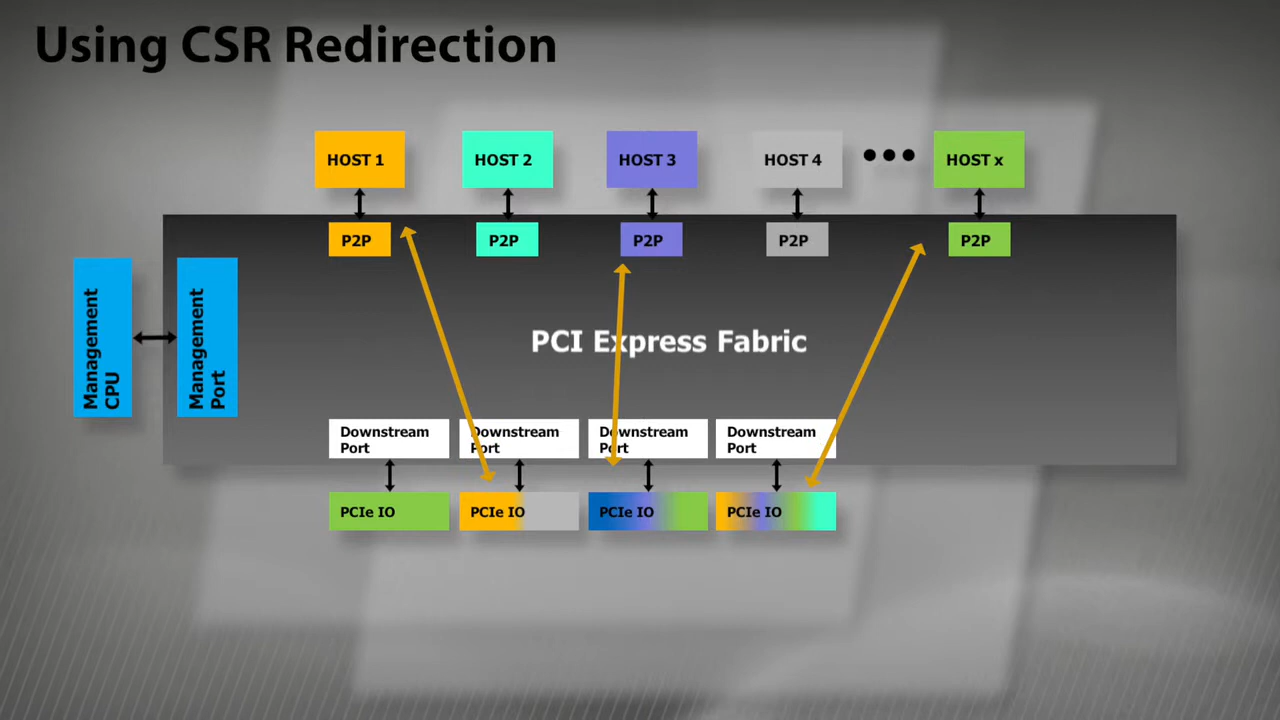 Using CSR Redirection
HOST 1
HOST 2
HOST 3
HOST 4
HOST x
P2P
P2P
P2P
P2P
P2P
Management
CPU
Management
Port
PCI Express Fabric
Downstream
Port
Downstream
Port
Downstream
Port
Downstream
Port
PCIe IO
PCIe IO
PCIe IO
PCIe IO